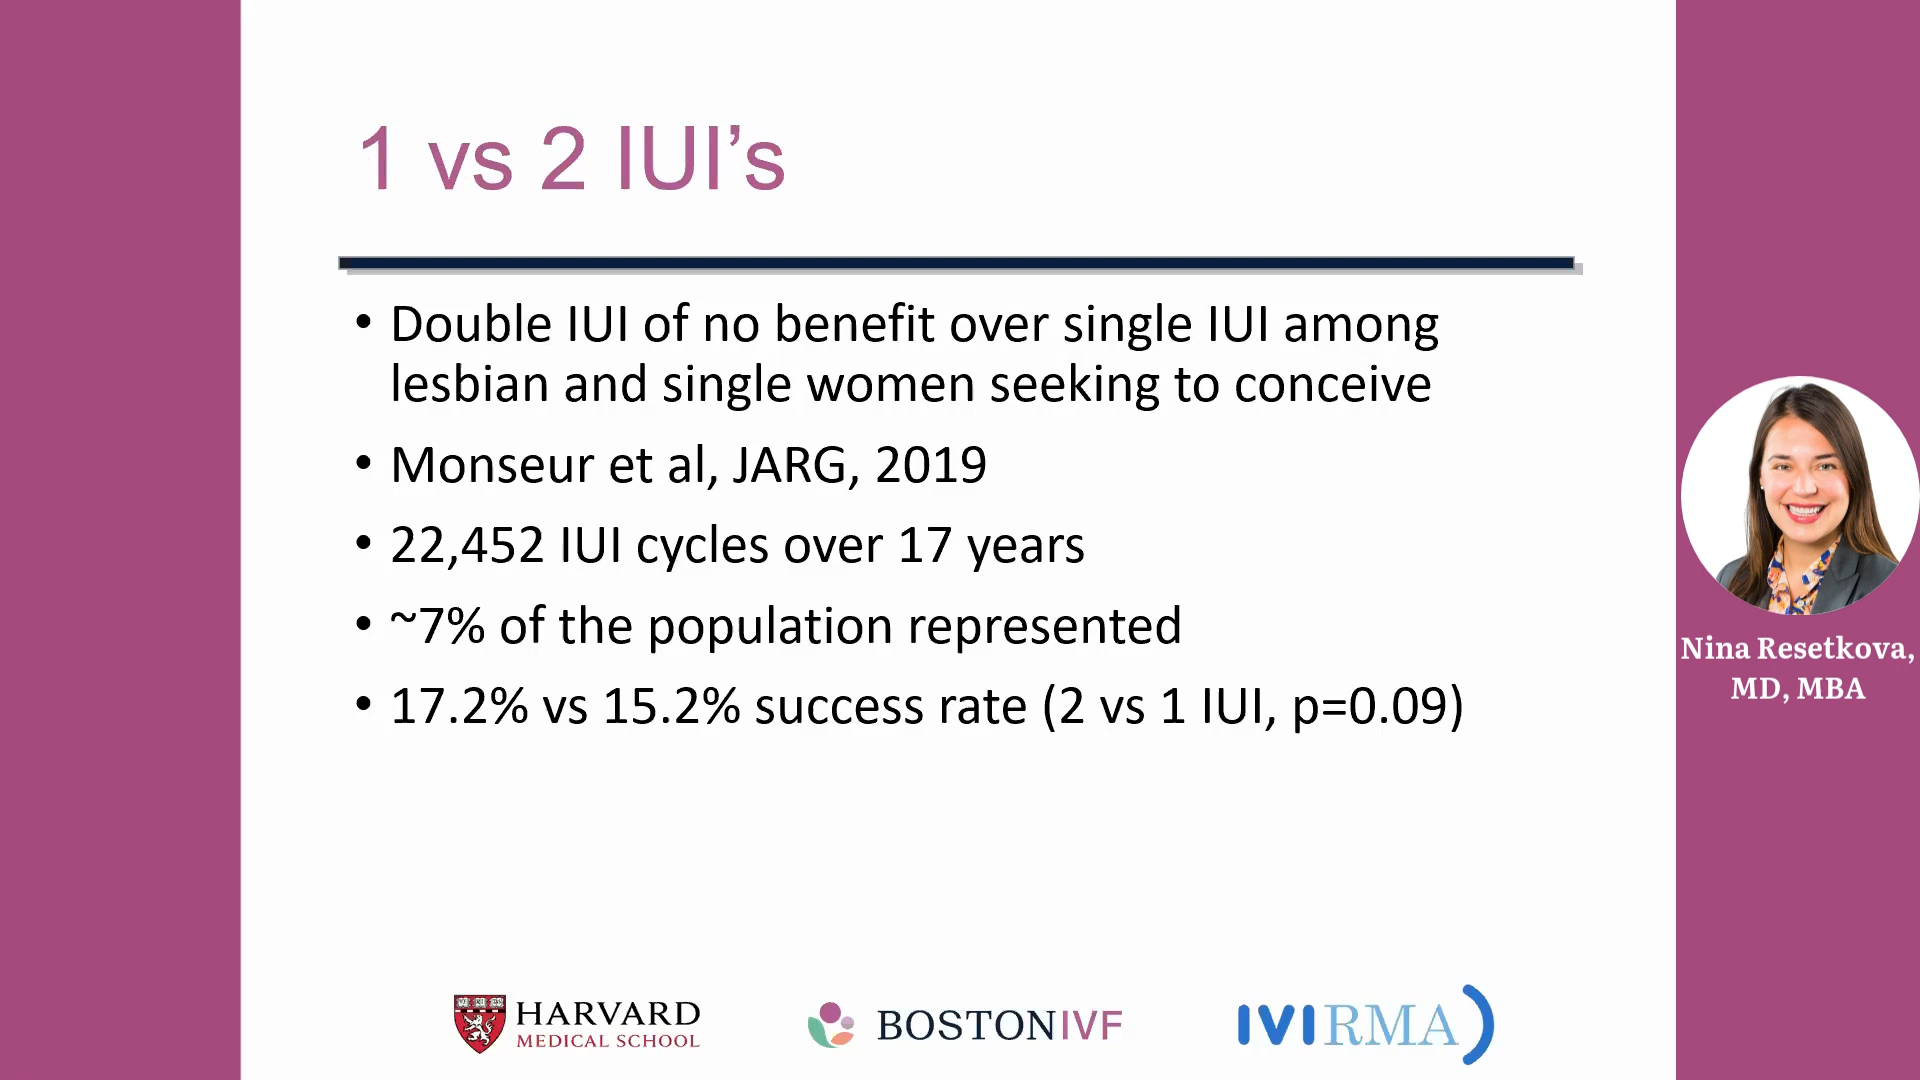 1 vs 2 IUI’s
• Double IUI of no benefit over single IUI among
lesbian and single women seeking to conceive
• Monseur et al, JARG, 2019
• 22,452 IUI cycles over 17 years
• ~7% of the population represented
• 17.2% vs 15.2% success rate (2 vs 1 IUI, p=0.09)
Nina Resetkova,
MD, MBA
HARVARD
MEDICAL SCHOOL
BOSTONIVF
IVIRMA